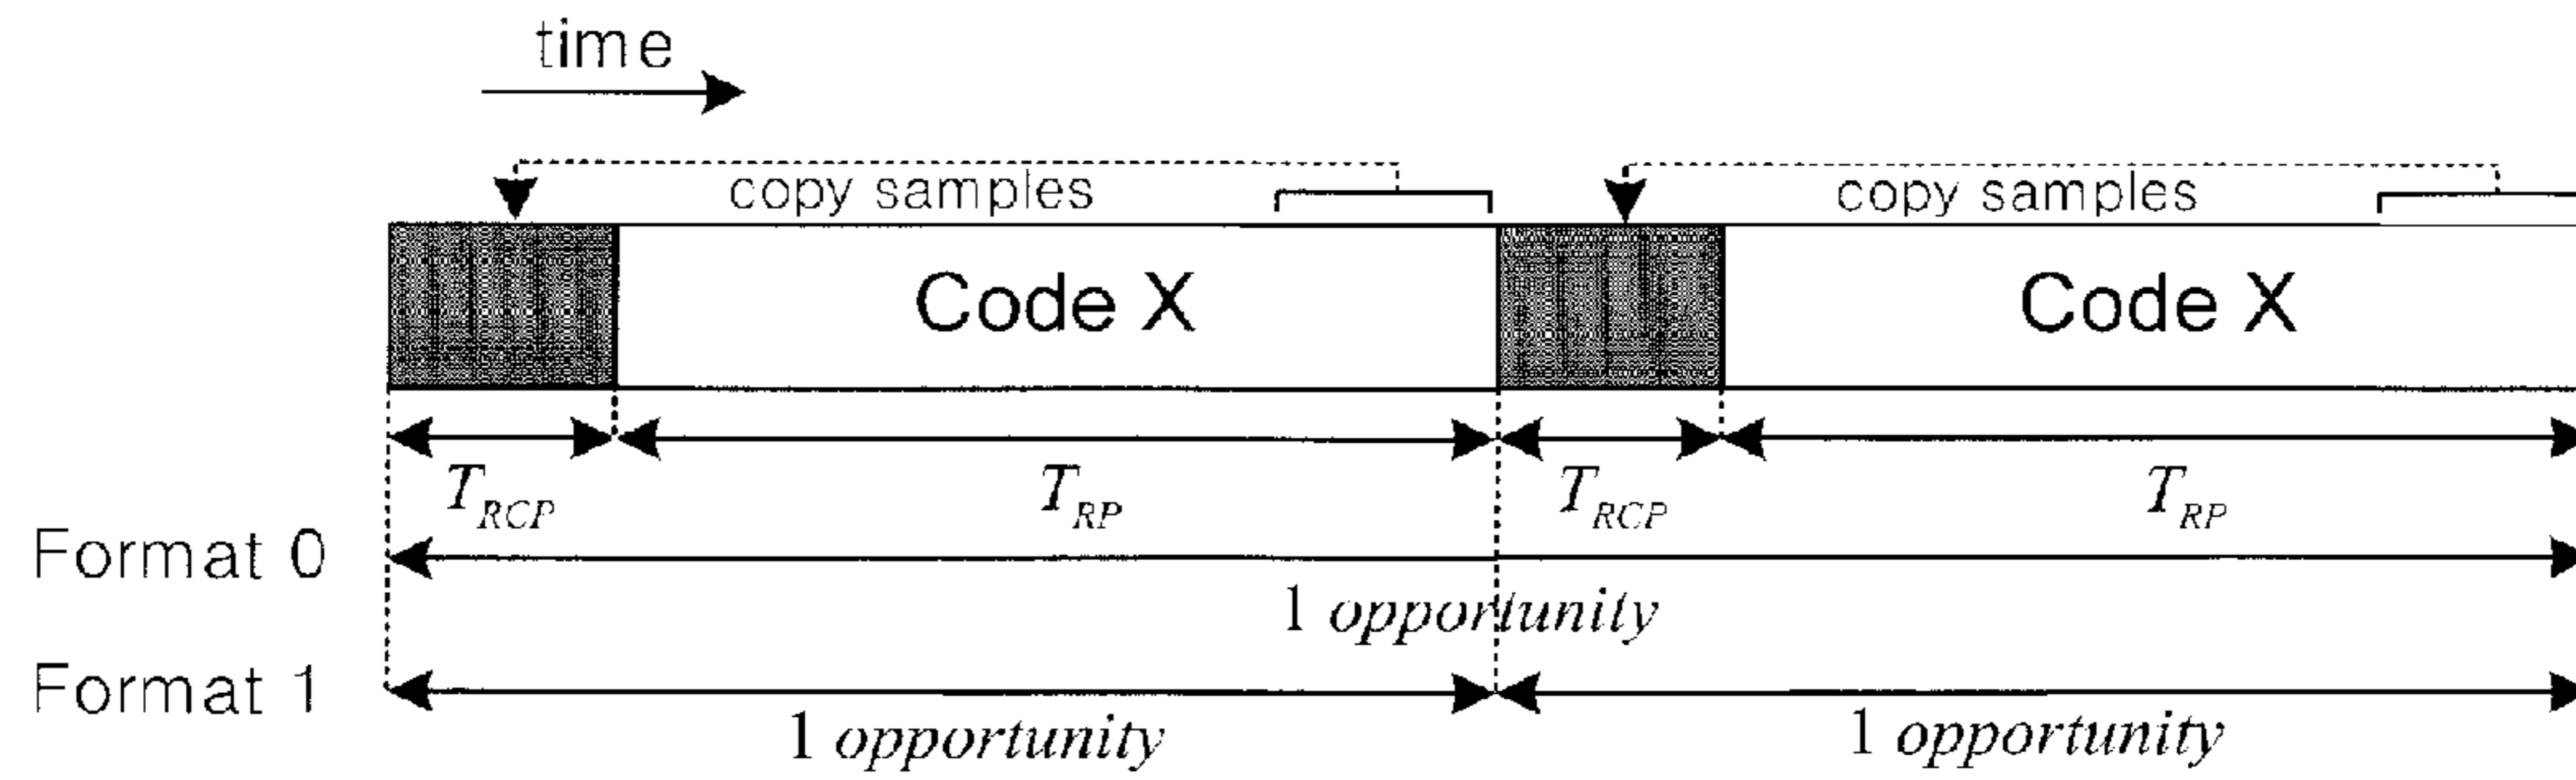 time
copy samples copy samples
Code X Code X
T_RCP T_RP T_RCP T_RP
Format 0
1 opportunity
Format 1
1 opportunity 1 opportunity